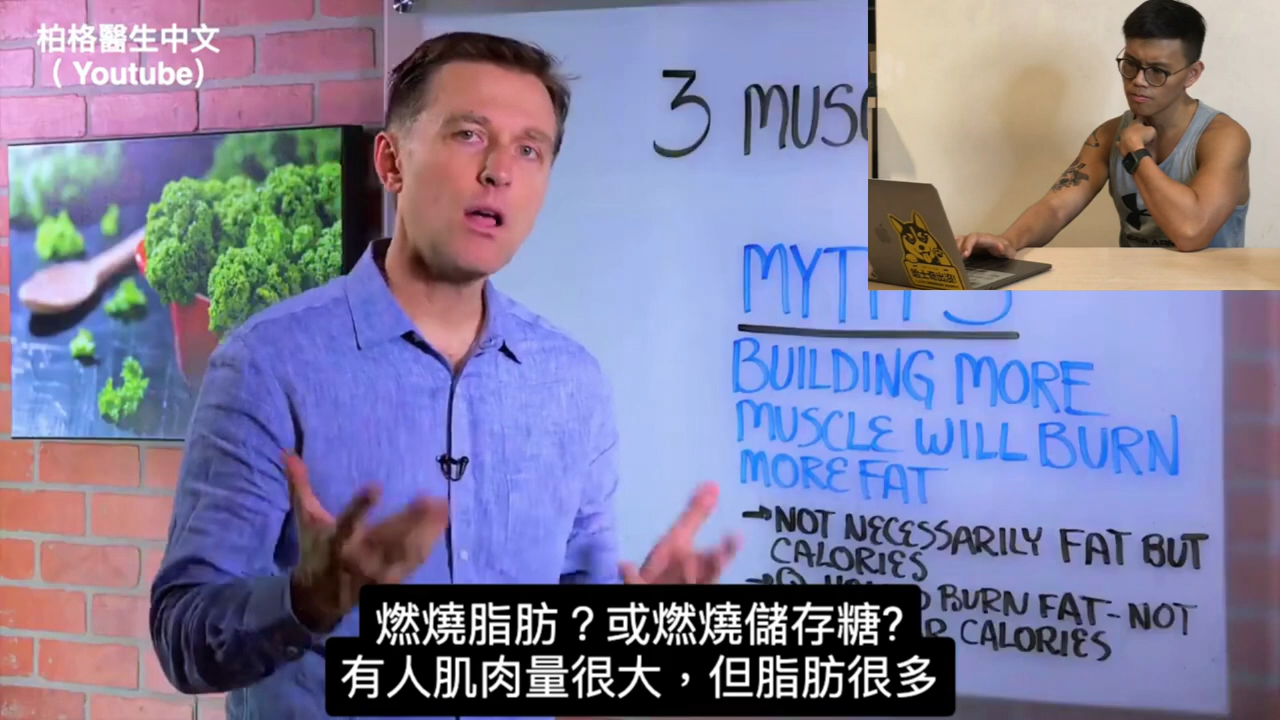 柏格醫生中文
（Youtube）
3 MUSC
MYTHS
BUILDING MORE
MUSCLE WILL BURN
MORE FAT
→NOT NECESSARILY FAT BUT
CALORIES
BURN FAT-NOT
CALORIES
燃燒脂肪？或燃燒儲存糖?
有人肌肉量很大，但脂肪很多